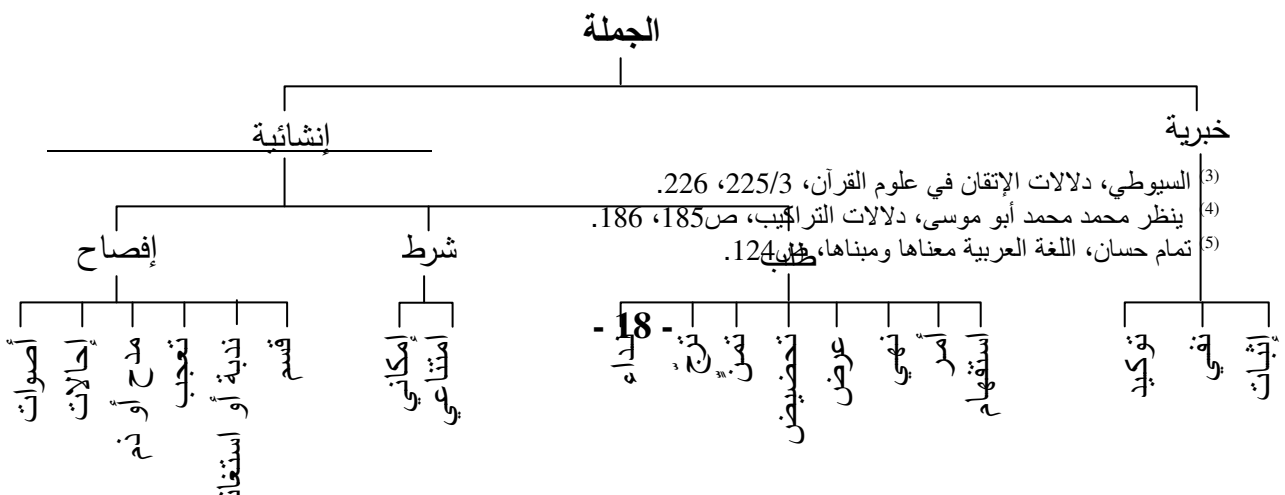 الجملة
خبرية
إنشائية
(3) السيوطي، دلالات الإتقان في علوم القرآن، 225/3، 226.
(4) ينظر محمد محمد أبو موسى، دلالات التراكيب، ص185، 186.
(5) تمام حسان، اللغة العربية معناها ومبناها، ص124.
طلب
شرط
إفصاح
- 18 -
إثبات
نفي
توكيد
استفهام
أمر
نهي
عرض
تحضيض
تمنٍّ
ترجّ
نداء
امتناعي
إمكاني
قسم
ندبة أو استغاثة
تعجب
مدح أو ذم
إحالات
أصوات